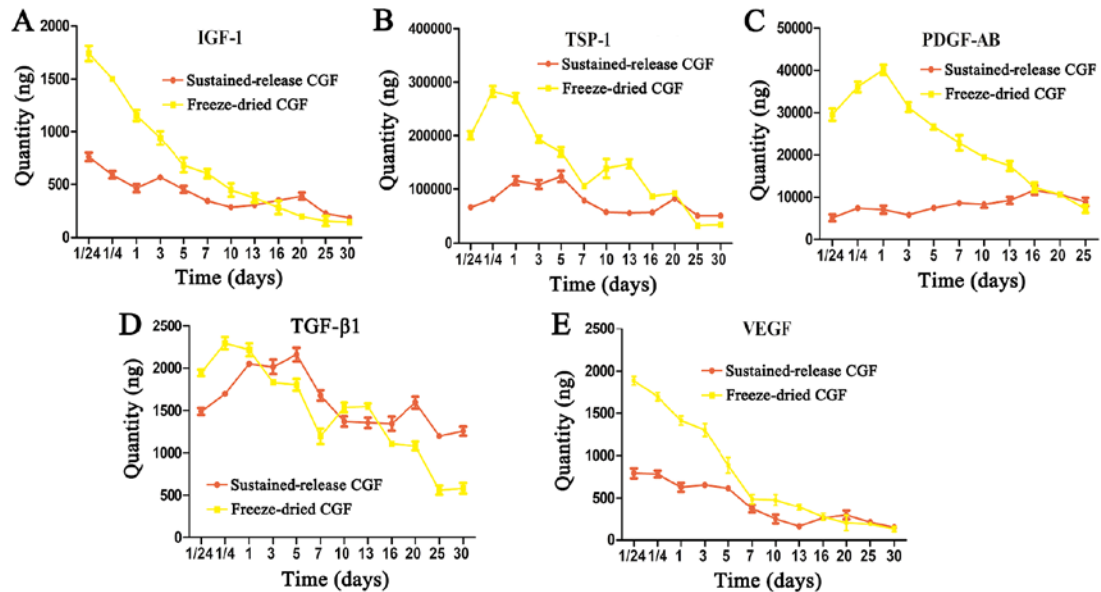 A
IGF-1
Sustained-release CGF
Freeze-dried CGF
Quantity (ng)
2000
1500
1000
500
0
1/24 1/4 1 3 5 7 10 13 16 20 25 30
Time (days)
B
TSP-1
Sustained-release CGF
Freeze-dried CGF
Quantity (ng)
400000
300000
200000
100000
0
1/24 1/4 1 3 5 7 10 13 16 20 25 30
Time (days)
C
PDGF-AB
Sustained-release CGF
Freeze-dried CGF
Quantity (ng)
50000
40000
30000
20000
10000
0
1/24 1/4 1 3 5 7 10 13 16 20 25
Time (days)
D
TGF-β1
Sustained-release CGF
Freeze-dried CGF
Quantity (ng)
2500
2000
1500
1000
500
0
1/24 1/4 1 3 5 7 10 13 16 20 25 30
Time (days)
E
VEGF
Sustained-release CGF
Freeze-dried CGF
Quantity (ng)
2500
2000
1500
1000
500
0
1/24 1/4 1 3 5 7 10 13 16 20 25 30
Time (days)